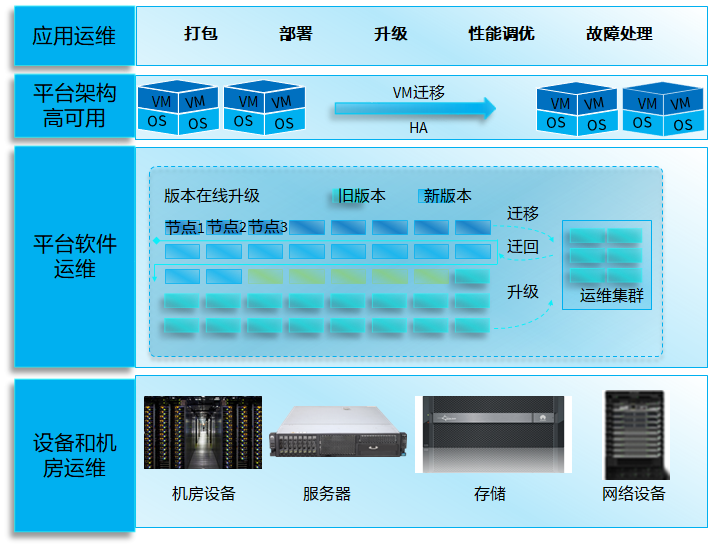 应用运维
打包 部署 升级 性能调优 故障处理
平台架构
高可用
VM VM
OS OS
VM VM
OS OS
VM迁移
HA
VM VM
OS OS
VM VM
OS OS
平台软件
运维
版本在线升级 旧版本 新版本
节点1 节点2 节点3
迁移
迂回
升级
运维集群
设备和机
房运维
机房设备 服务器 存储 网络设备